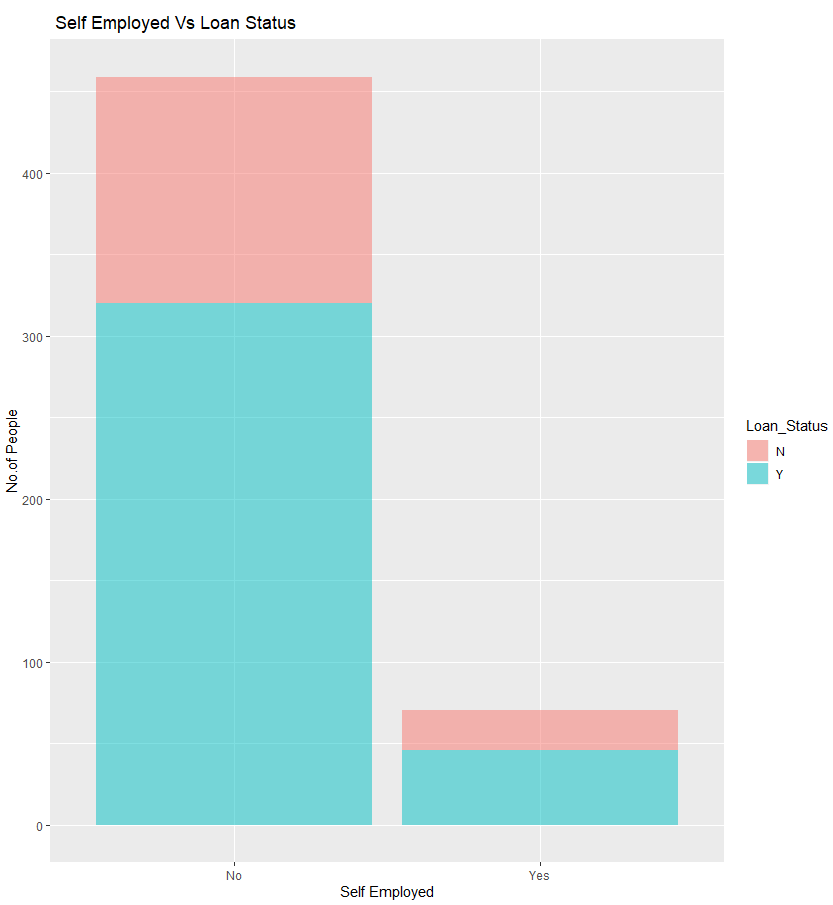 Self Employed Vs Loan Status
No.of People
400
300
200
100
0
No
Yes
Self Employed
Loan_Status
N
Y